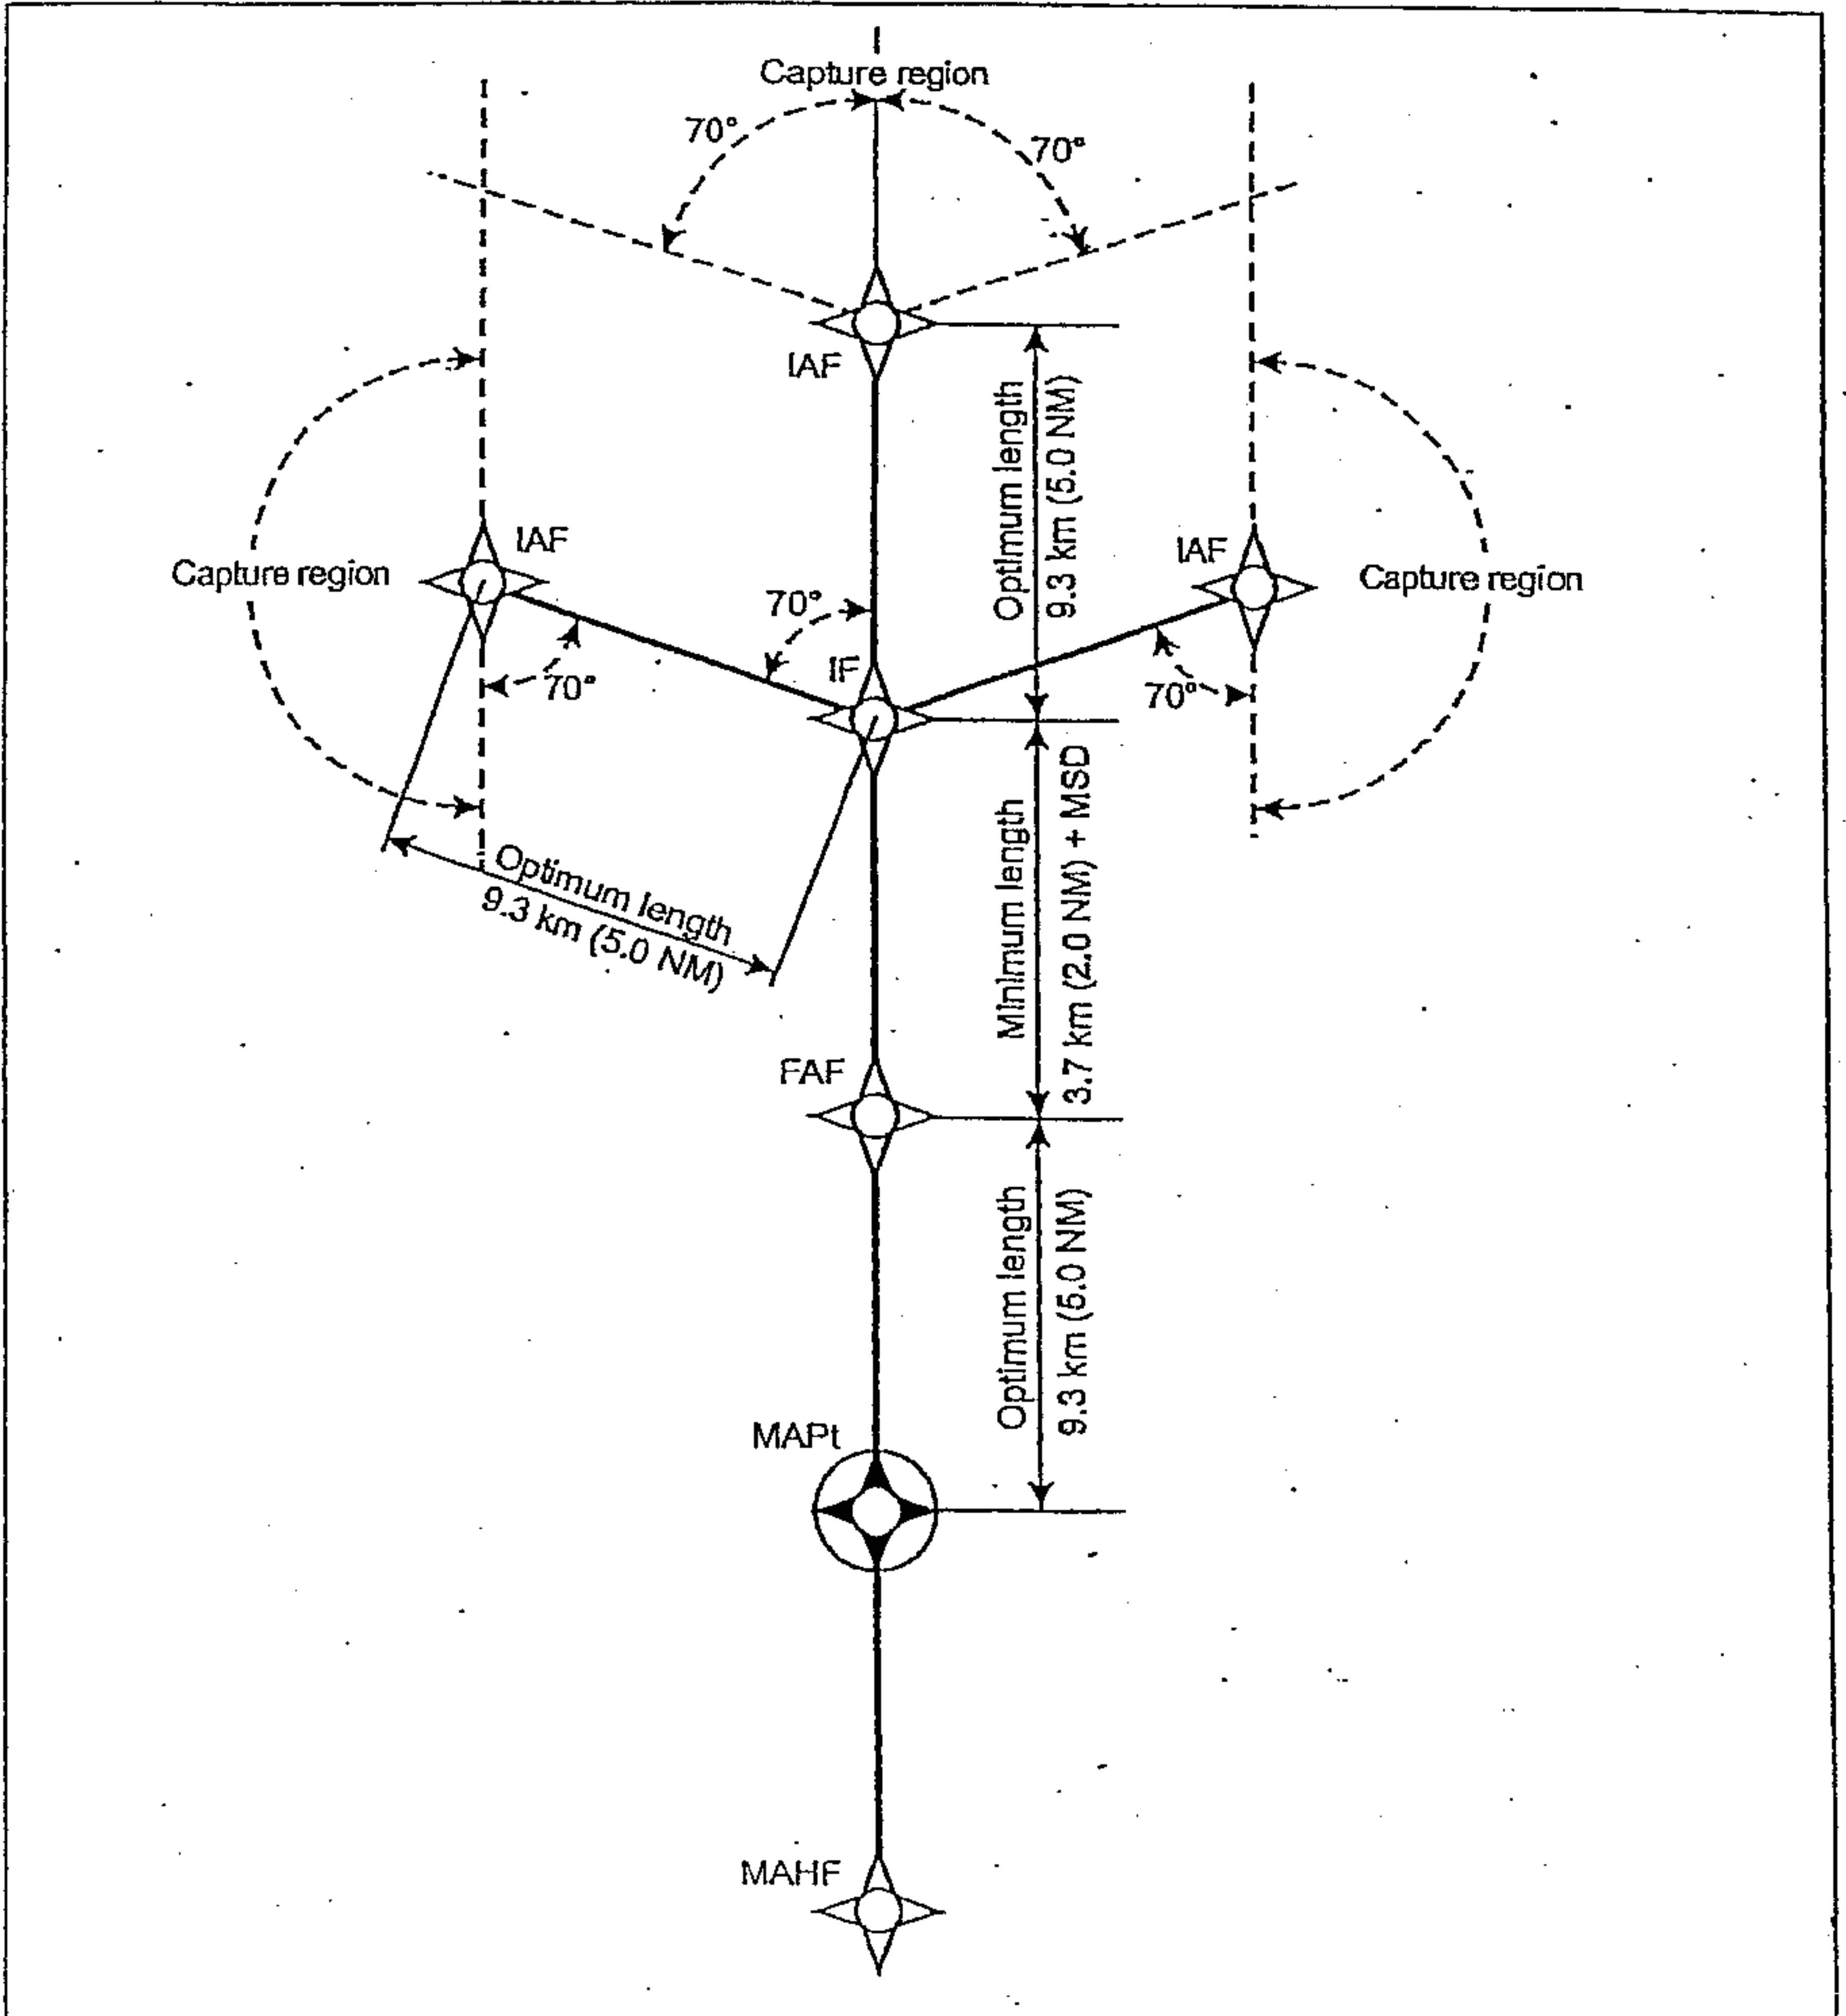 Capture region
70°
70°
IAF
Optimum length
9.3 km (5.0 NM)
IAF
IAF
Capture region
Capture region
70°
IF
70°
70°
Optimum length
9.3 km (5.0 NM)
Minimum length
3.7 km (2.0 NM) + MSD
FAF
Optimum length
9.3 km (5.0 NM)
MAPt
MAHF